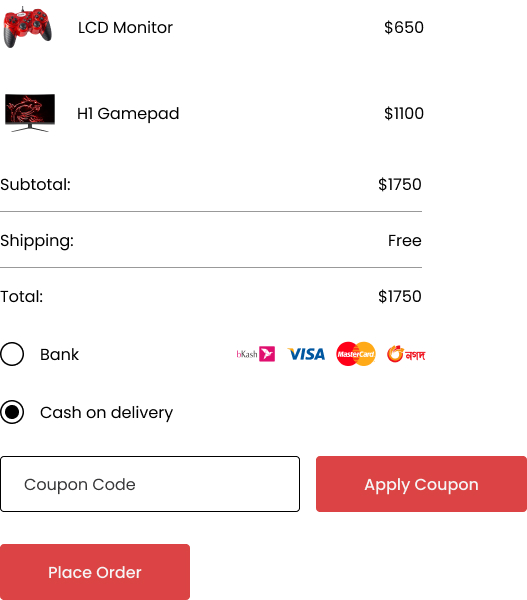 LCD Monitor $650
H1 Gamepad $1100
Subtotal: $1750
Shipping: Free
Total: $1750
Bank bKash VISA MasterCard নগদ
Cash on delivery
Coupon Code Apply Coupon
Place Order